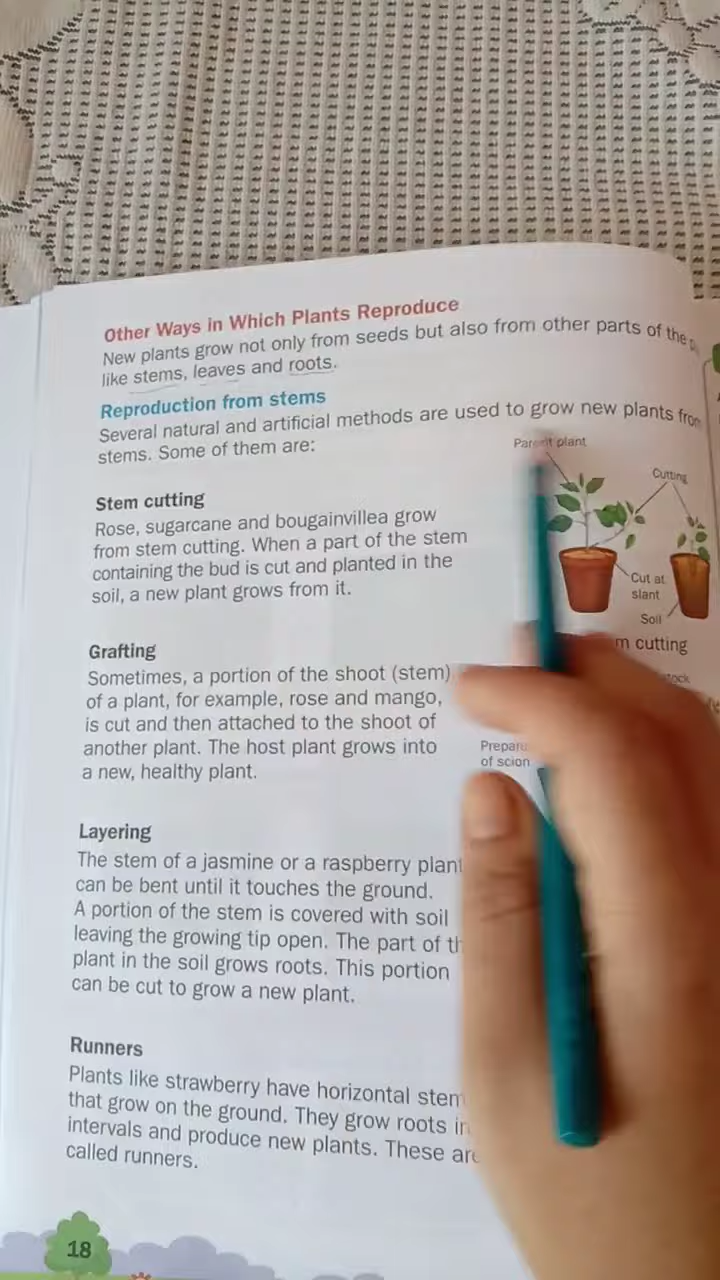 Other Ways in Which Plants Reproduce
New plants grow not only from seeds but also from other parts of the
like stems, leaves and roots.
Reproduction from stems
Several natural and artificial methods are used to grow new plants from
stems. Some of them are:
Parent plant
Cutting
Stem cutting
Rose, sugarcane and bougainvillea grow
from stem cutting. When a part of the stem
containing the bud is cut and planted in the
soil, a new plant grows from it.
Cut at
slant
Soil
cutting
Grafting
Sometimes, a portion of the shoot (stem)
of a plant, for example, rose and mango,
is cut and then attached to the shoot of
another plant. The host plant grows into
a new, healthy plant.
of scion
Layering
The stem of a jasmine or a raspberry plant
can be bent until it touches the ground.
A portion of the stem is covered with soil
leaving the growing tip open. The part of
plant in the soil grows roots. This portion
can be cut to grow a new plant.
Runners
Plants like strawberry have horizontal
that grow on the ground. They grow roots
intervals and produce new plants. These are
called runners.
18